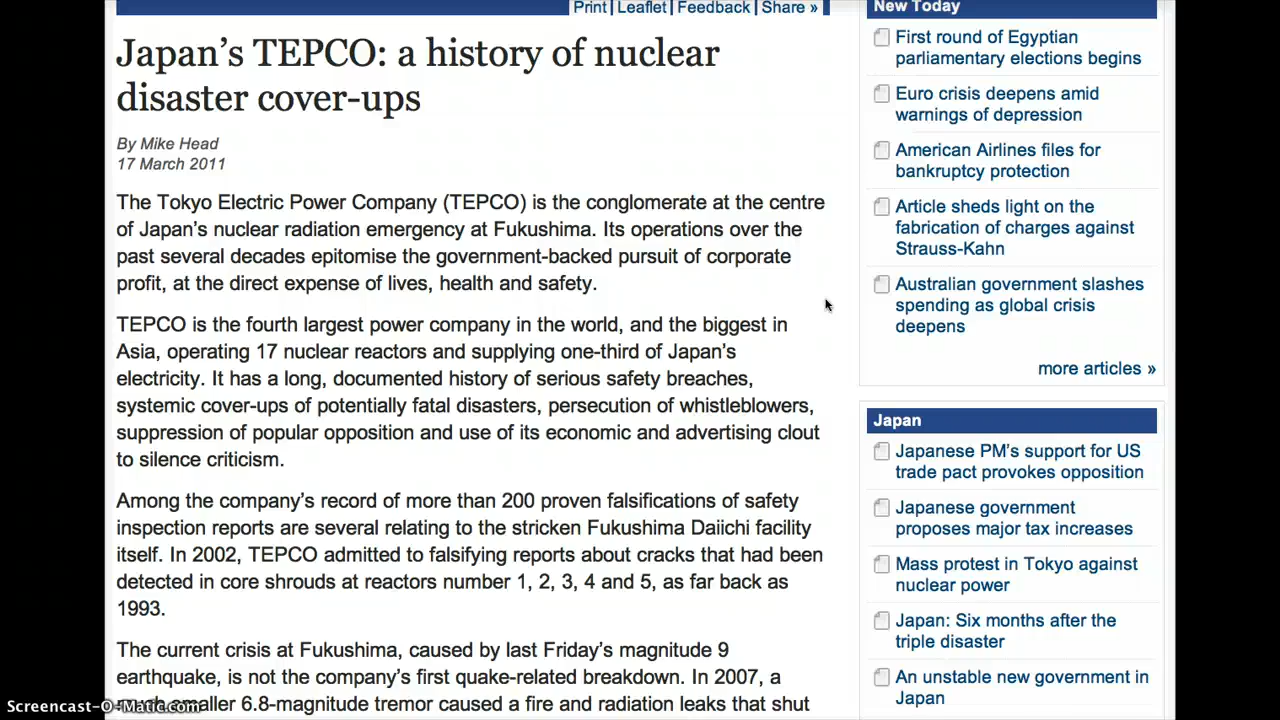 Print | Leaflet | Feedback | Share »
Japan's TEPCO: a history of nuclear
disaster cover-ups
By Mike Head
17 March 2011
The Tokyo Electric Power Company (TEPCO) is the conglomerate at the centre
of Japan's nuclear radiation emergency at Fukushima. Its operations over the
past several decades epitomise the government-backed pursuit of corporate
profit, at the direct expense of lives, health and safety.
TEPCO is the fourth largest power company in the world, and the biggest in
Asia, operating 17 nuclear reactors and supplying one-third of Japan's
electricity. It has a long, documented history of serious safety breaches,
systemic cover-ups of potentially fatal disasters, persecution of whistleblowers,
suppression of popular opposition and use of its economic and advertising clout
to silence criticism.
Among the company's record of more than 200 proven falsifications of safety
inspection reports are several relating to the stricken Fukushima Daiichi facility
itself. In 2002, TEPCO admitted to falsifying reports about cracks that had been
detected in core shrouds at reactors number 1, 2, 3, 4 and 5, as far back as
1993.
The current crisis at Fukushima, caused by last Friday's magnitude 9
earthquake, is not the company's first quake-related breakdown. In 2007, a
smaller 6.8-magnitude tremor caused a fire and radiation leaks that shut
New Today
First round of Egyptian
parliamentary elections begins
Euro crisis deepens amid
warnings of depression
American Airlines files for
bankruptcy protection
Article sheds light on the
fabrication of charges against
Strauss-Kahn
Australian government slashes
spending as global crisis
deepens
more articles »
Japan
Japanese PM's support for US
trade pact provokes opposition
Japanese government
proposes major tax increases
Mass protest in Tokyo against
nuclear power
Japan: Six months after the
triple disaster
An unstable new government in
Japan
Screencast-O-Matic.com